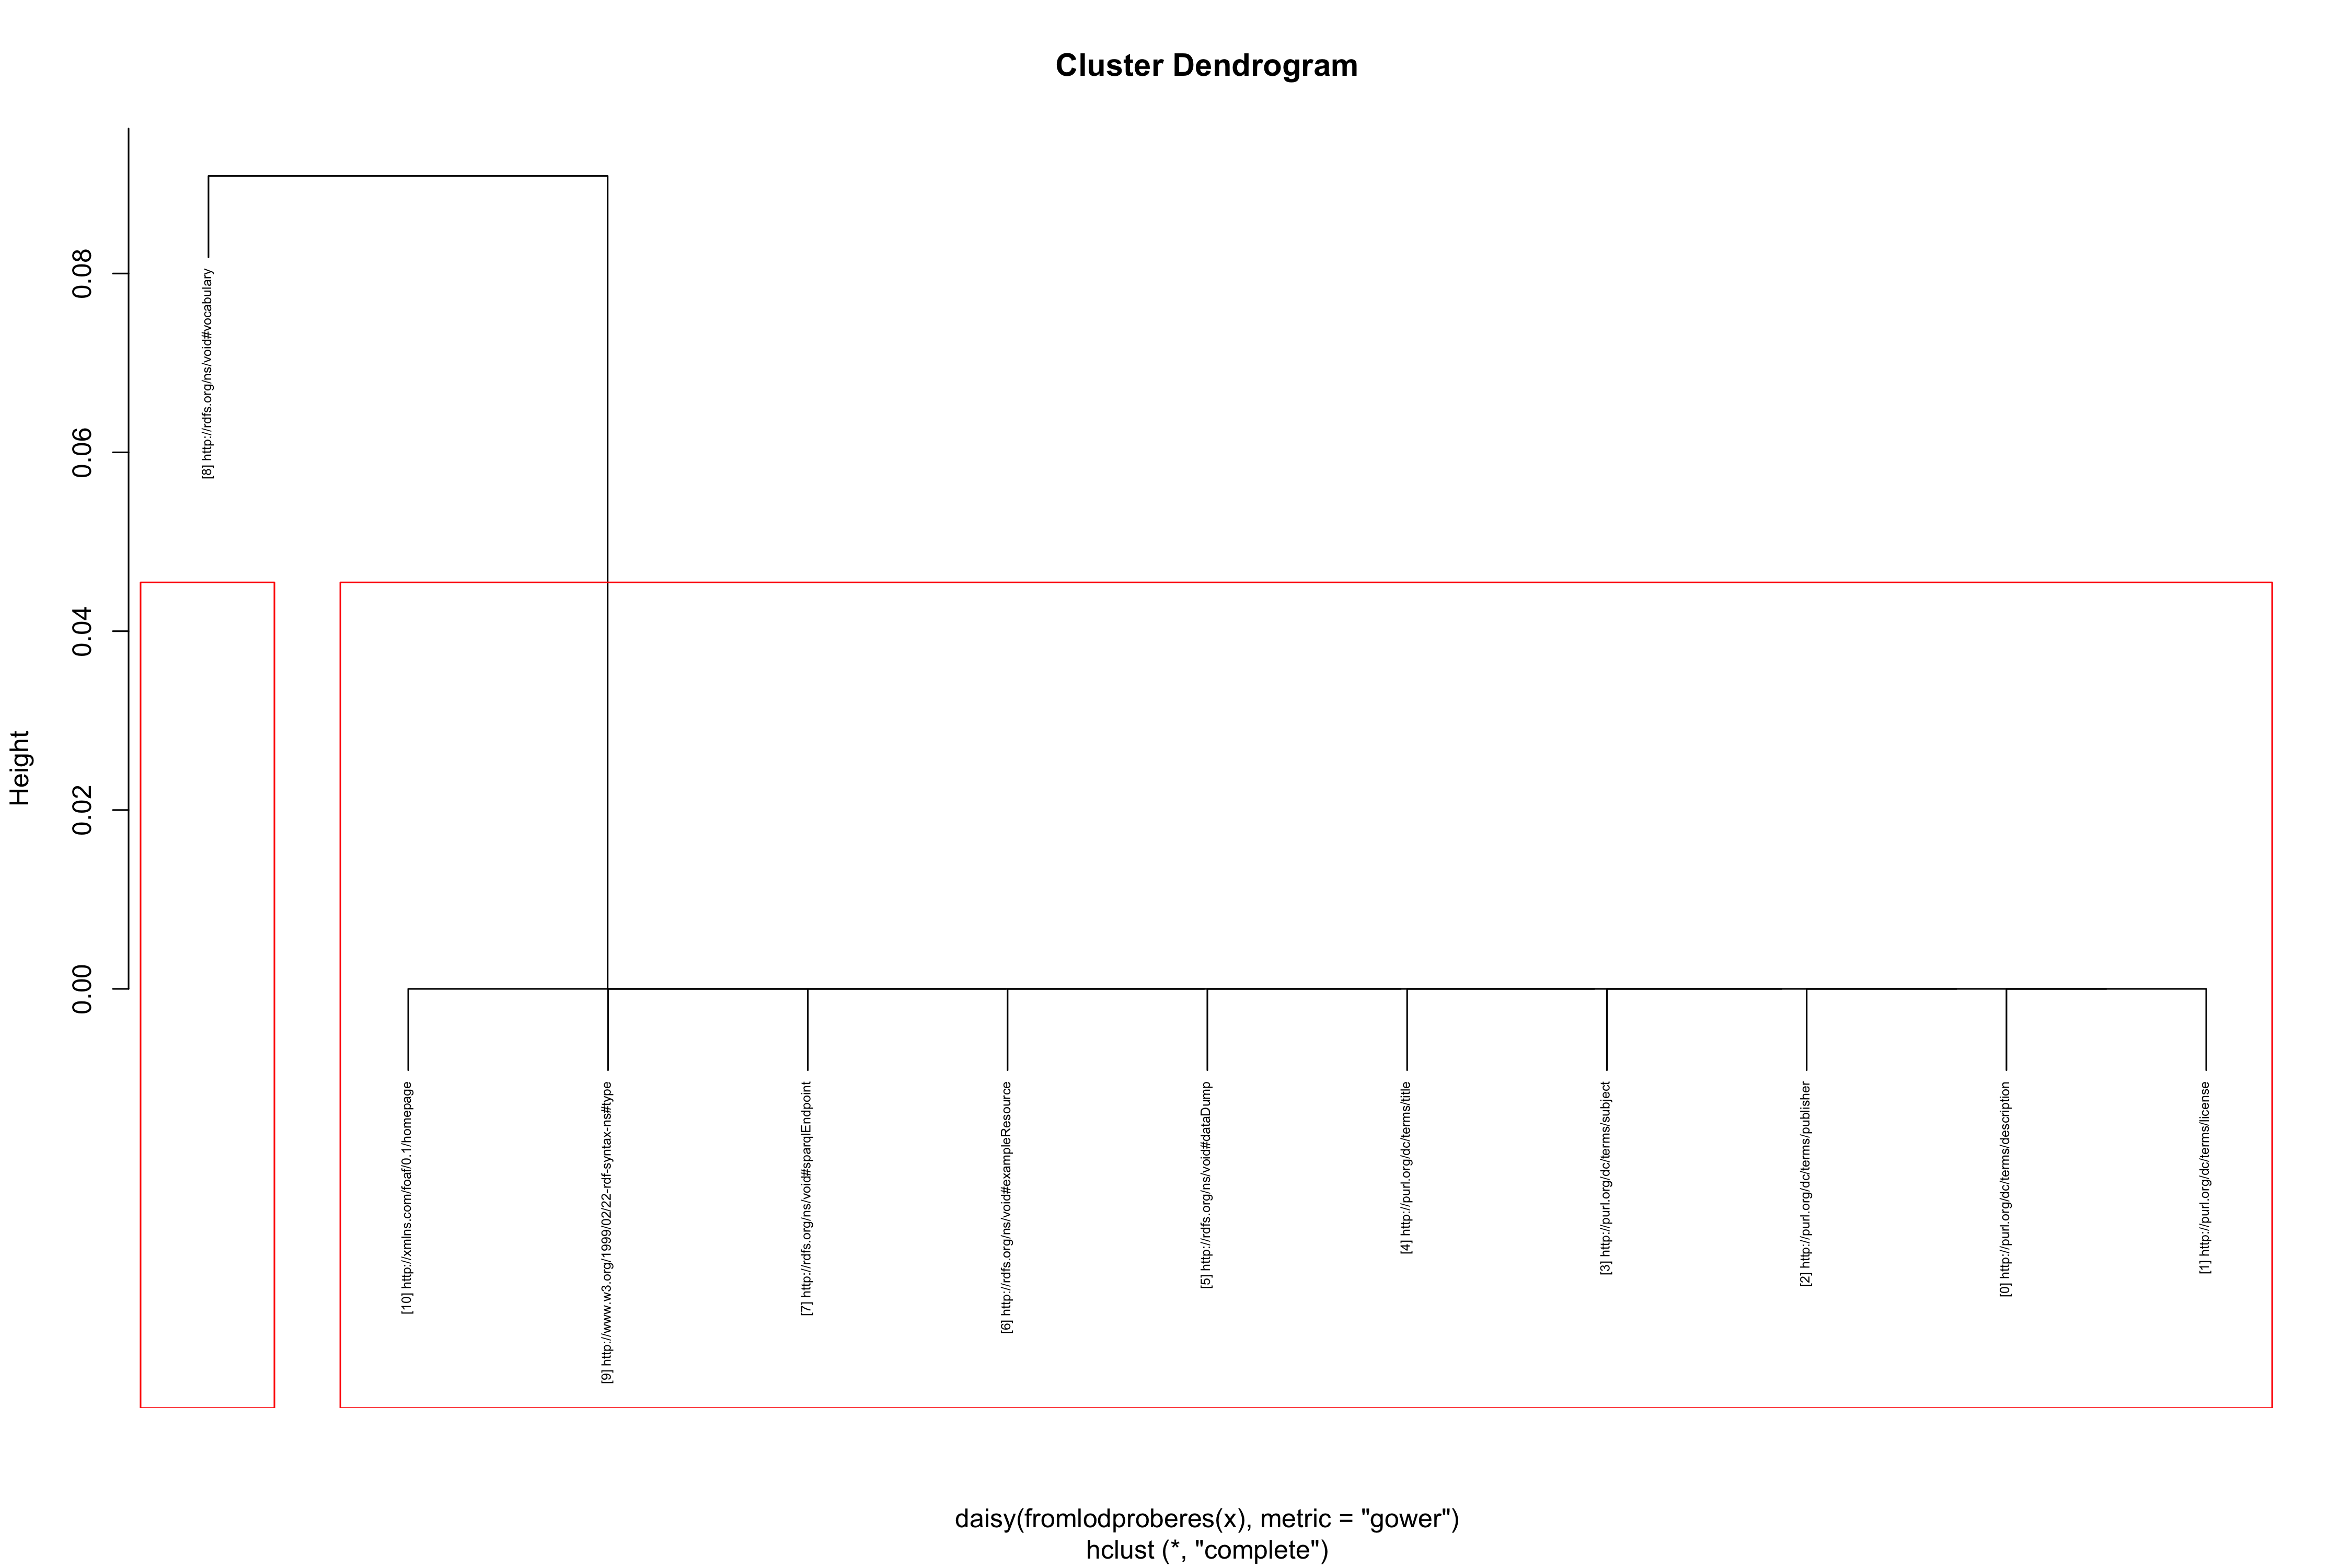 Cluster Dendrogram
Height
0.00
0.02
0.04
0.06
0.08
[8] http://rdfs.org/ns/void#vocabulary
[10] http://xmlns.com/foaf/0.1/homepage
[9] http://www.w3.org/1999/02/22-rdf-syntax-ns#type
[7] http://rdfs.org/ns/void#sparqlEndpoint
[6] http://rdfs.org/ns/void#exampleResource
[5] http://rdfs.org/ns/void#dataDump
[4] http://purl.org/dc/terms/title
[3] http://purl.org/dc/terms/subject
[2] http://purl.org/dc/terms/publisher
[0] http://purl.org/dc/terms/description
[1] http://purl.org/dc/terms/license
daisy(fromlodproberes(x), metric = "gower")
hclust (*, "complete")